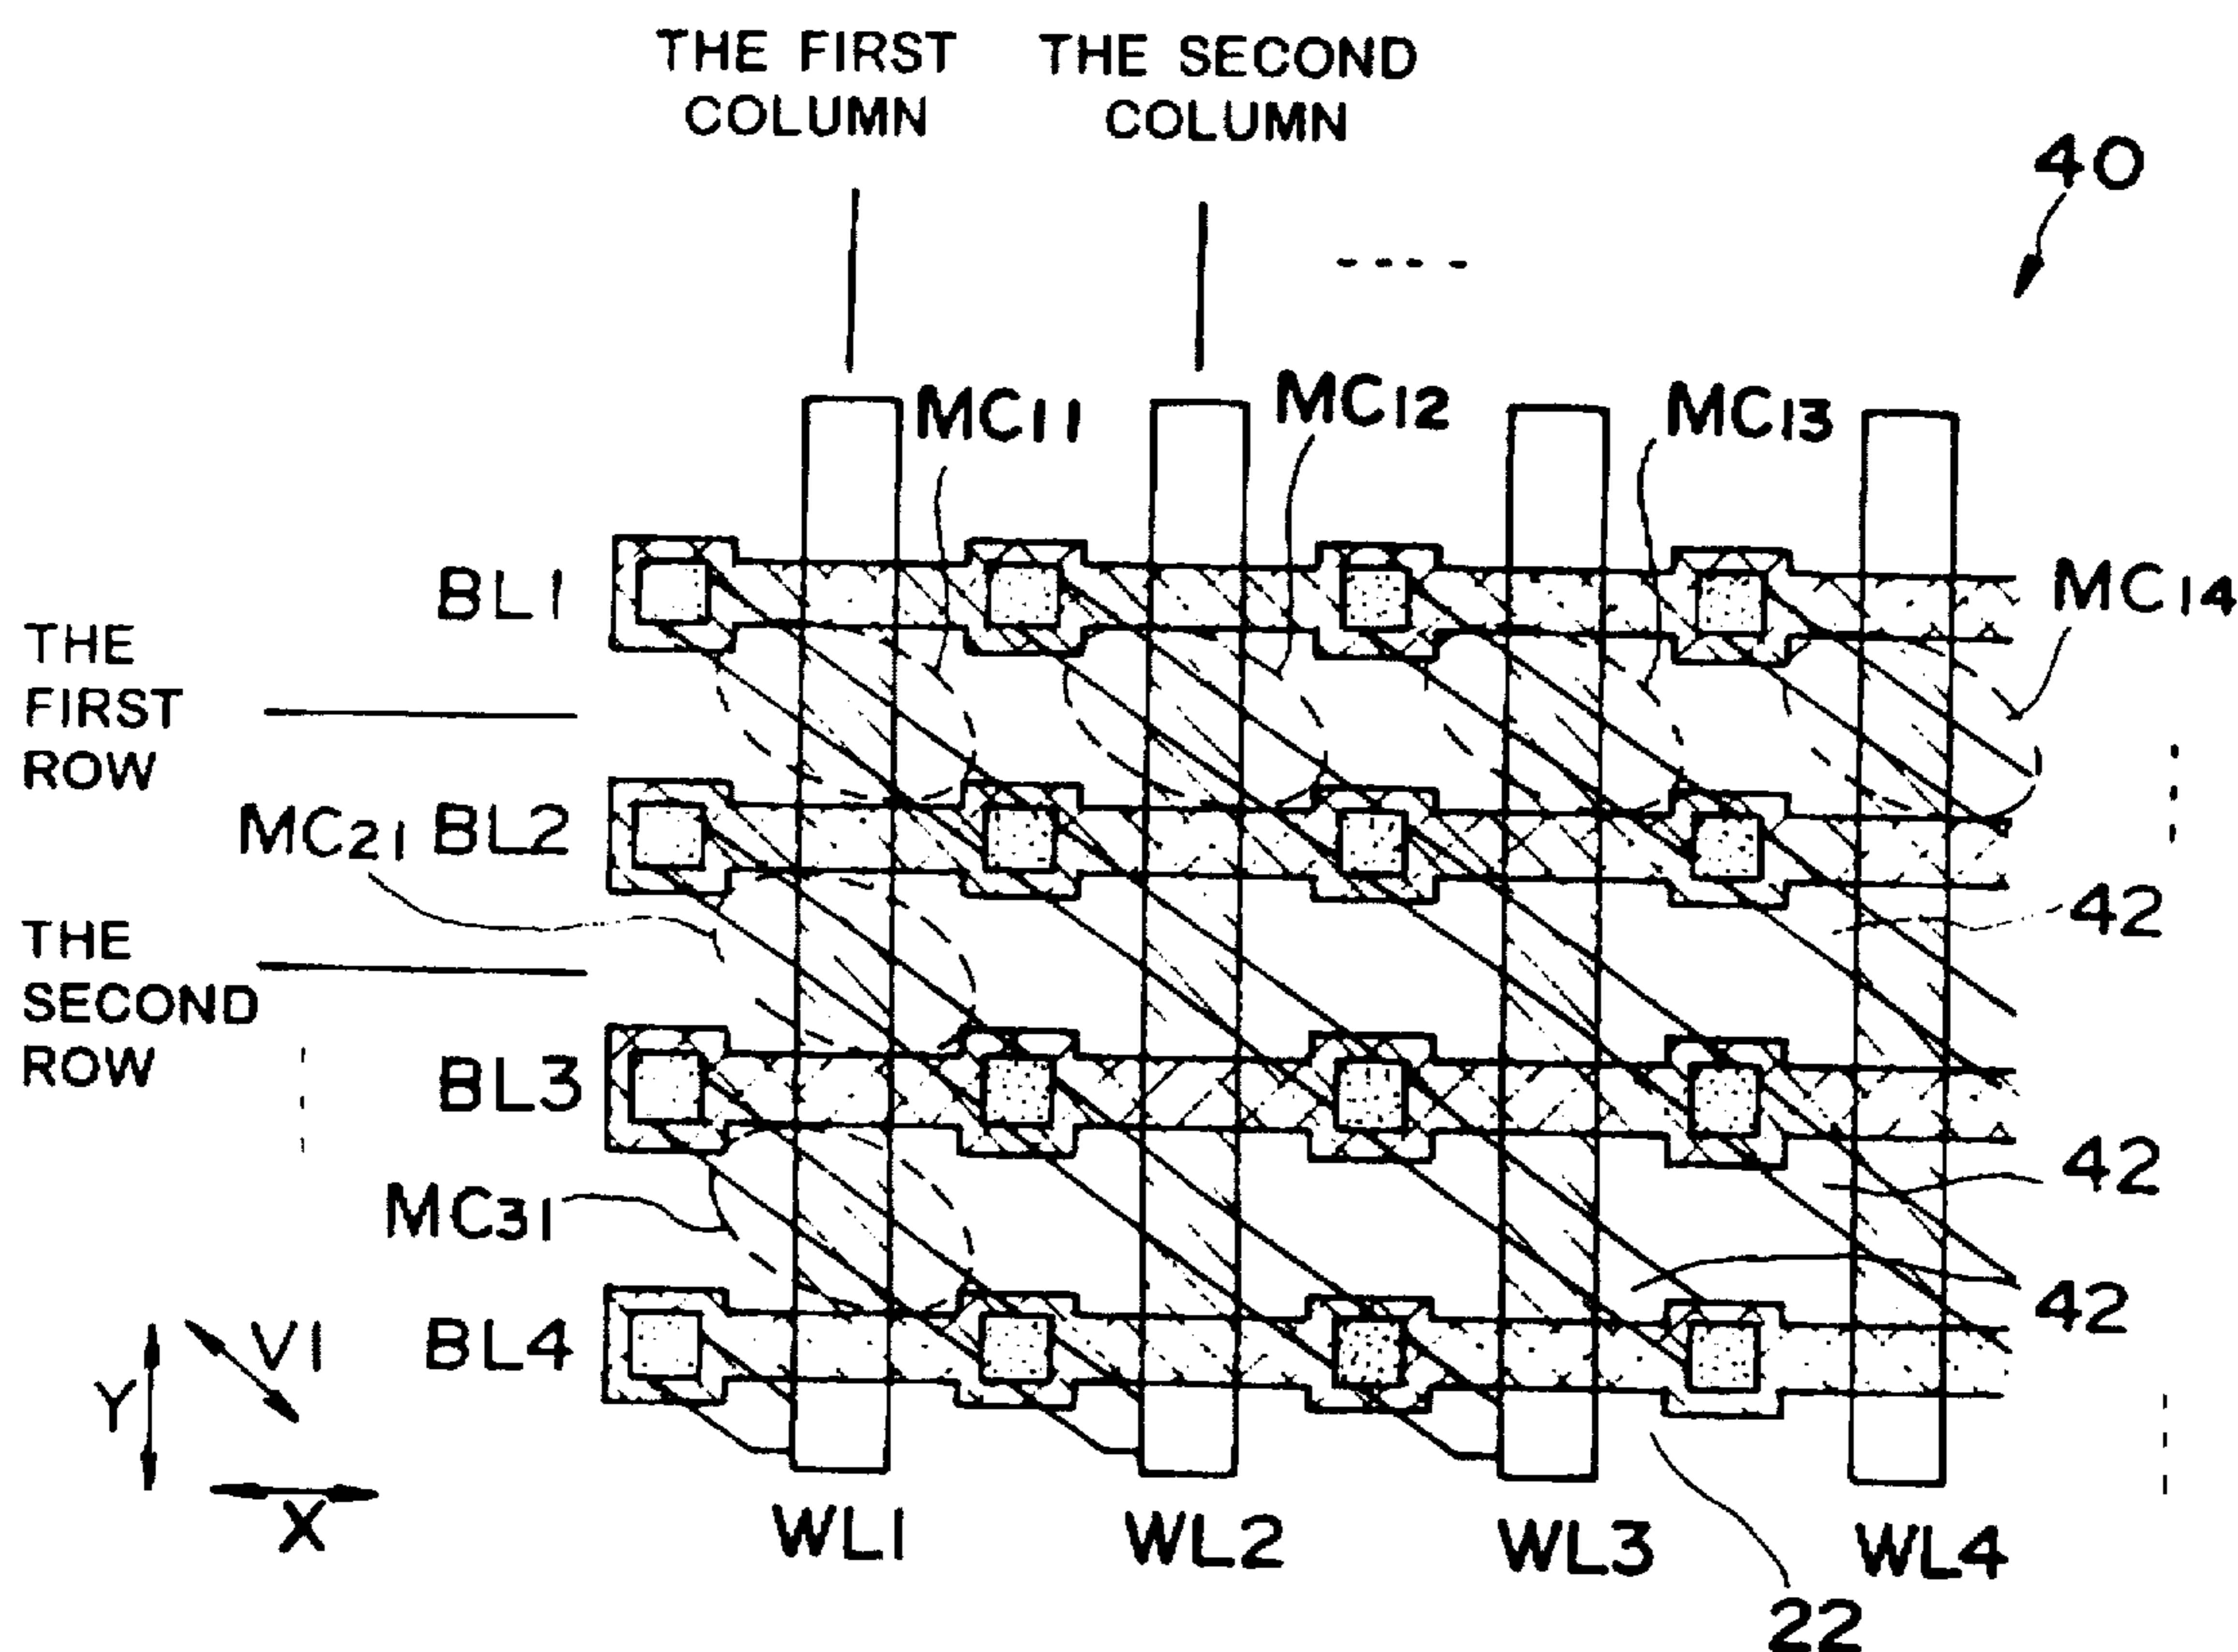 THE FIRST
COLUMN
THE SECOND
COLUMN
40
MC11
MC12
MC13
BL1
MC14
THE
FIRST
ROW
MC21
BL2
42
THE
SECOND
ROW
BL3
42
MC31
42
BL4
V1
Y
X
WL1
WL2
WL3
WL4
22